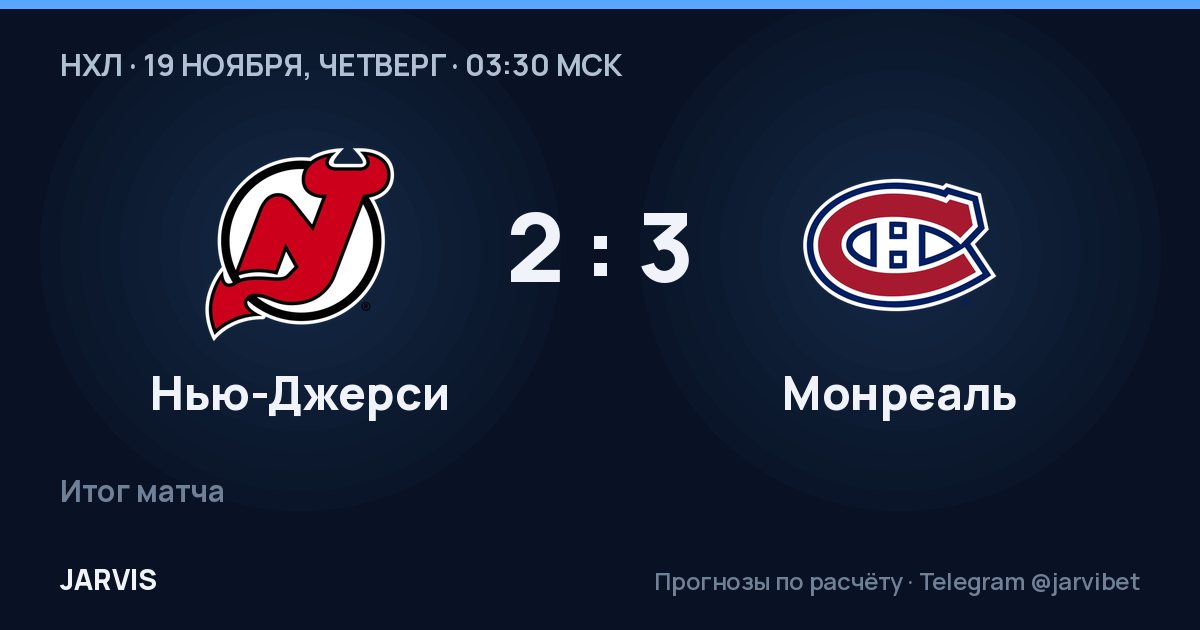 НХЛ · 19 НОЯБРЯ, ЧЕТВЕРГ · 03:30 МСК
2 : 3
Нью-Джерси
Монреаль
Итог матча
JARVIS
Прогнозы по расчёту · Telegram @jarvibet